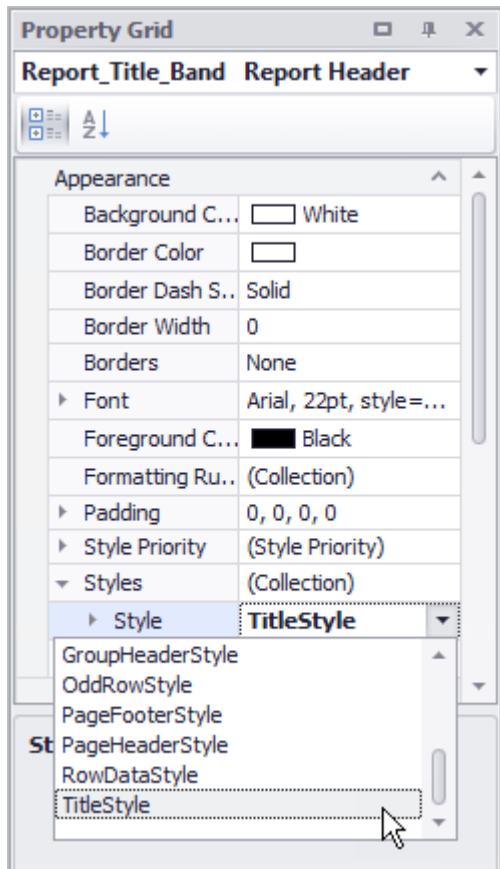 Property Grid
Report_Title_Band Report Header
A
Z
Appearance
Background C... White
Border Color
Border Dash S.. Solid
Border Width 0
Borders None
Font Arial, 22pt, style=...
Foreground C... Black
Formatting Ru.. (Collection)
Padding 0, 0, 0, 0
Style Priority (Style Priority)
Styles (Collection)
Style TitleStyle
GroupHeaderStyle
OddRowStyle
PageFooterStyle
St PageHeaderStyle
RowDataStyle
TitleStyle